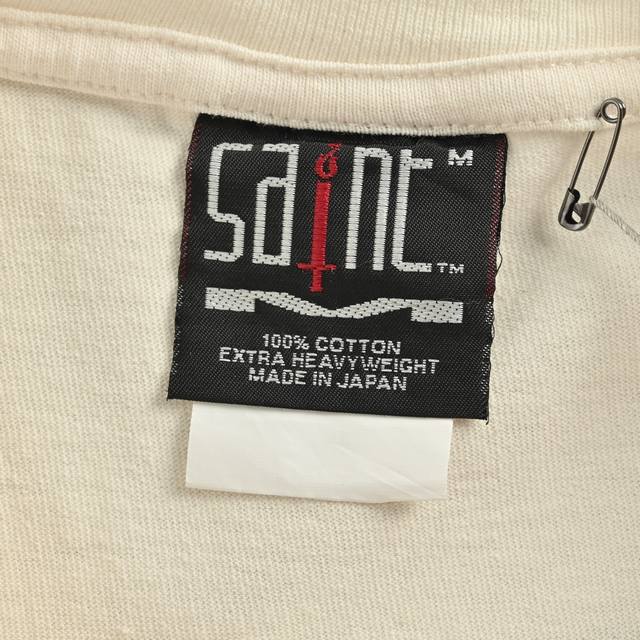 saint M
TM
100% COTTON
EXTRA HEAVYWEIGHT
MADE IN JAPAN